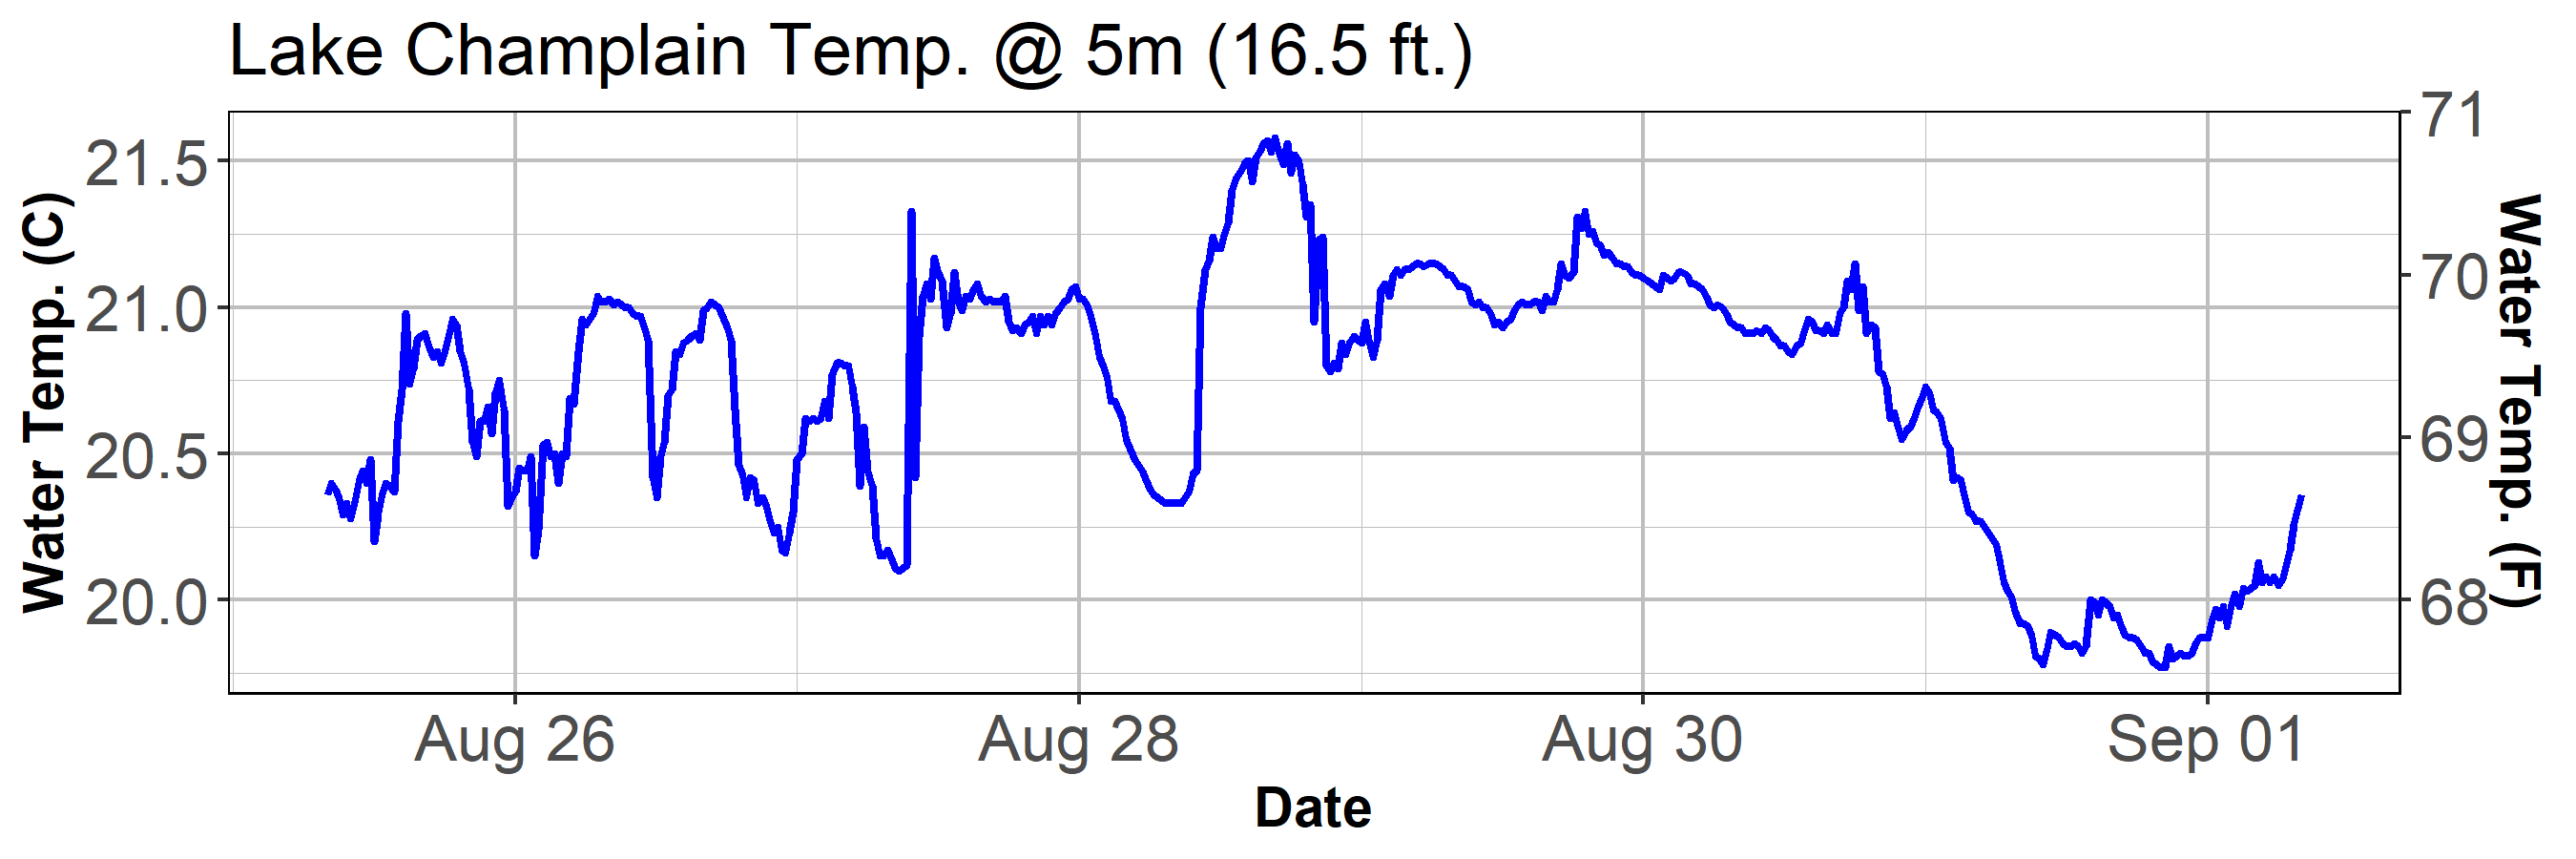 Lake Champlain Temp. @ 5m (16.5 ft.)
Water Temp. (C)
21.5
21.0
20.5
20.0
71
70
69
68
Water Temp. (F)
Aug 26
Aug 28
Aug 30
Sep 01
Date